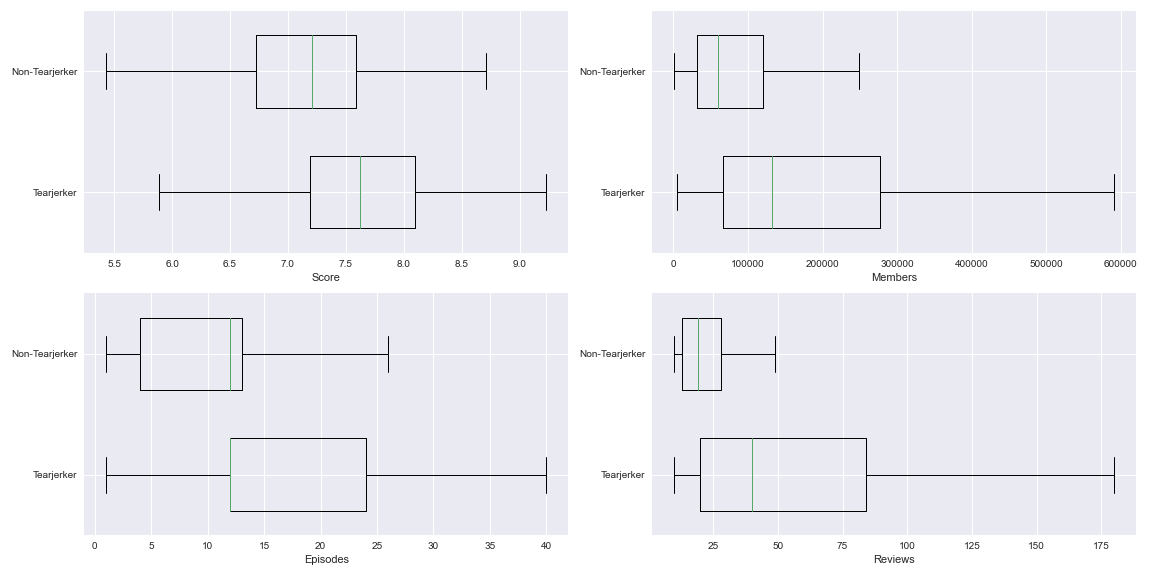 Non-Tearjerker
Tearjerker
5.5 6.0 6.5 7.0 7.5 8.0 8.5 9.0
Score
Non-Tearjerker
Tearjerker
0 100000 200000 300000 400000 500000 600000
Members
Non-Tearjerker
Tearjerker
0 5 10 15 20 25 30 35 40
Episodes
Non-Tearjerker
Tearjerker
25 50 75 100 125 150 175
Reviews